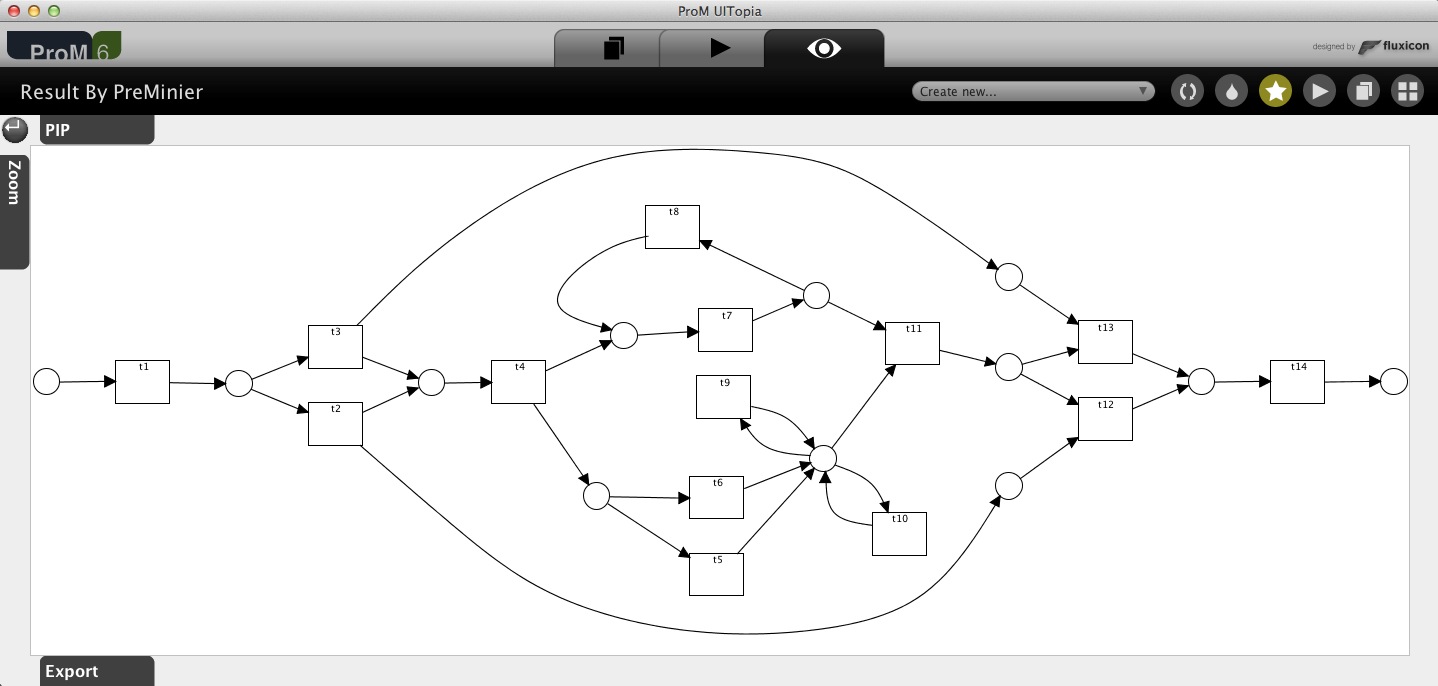 ProM UITopia
ProM 6
designed by fluxicon
Result By PreMinier
Create new...
PIP
Zoom
t8
t7
t3
t11
t13
t1
t4
t14
t9
t2
t12
t6
t10
t5
Export